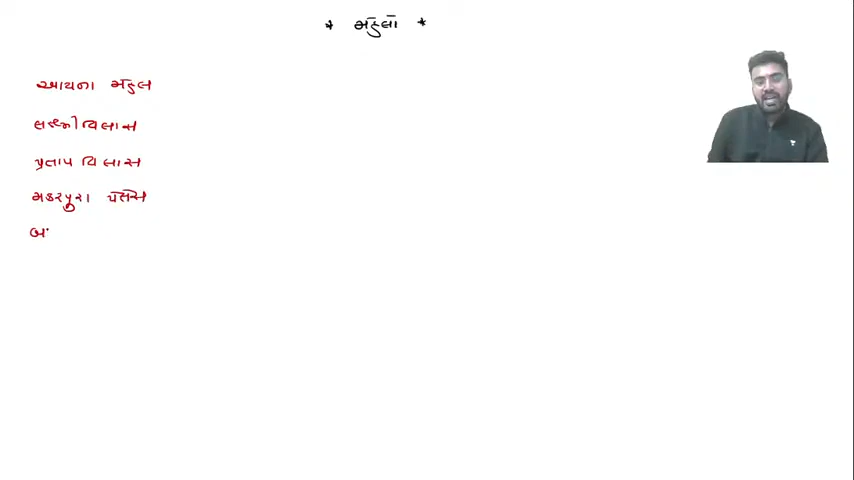 * મહેલો *
આયના મહેલ
લક્ષ્મી વિલાસ
પ્રતાપ વિલાસ
મકરપુરા પેલેસ
બ